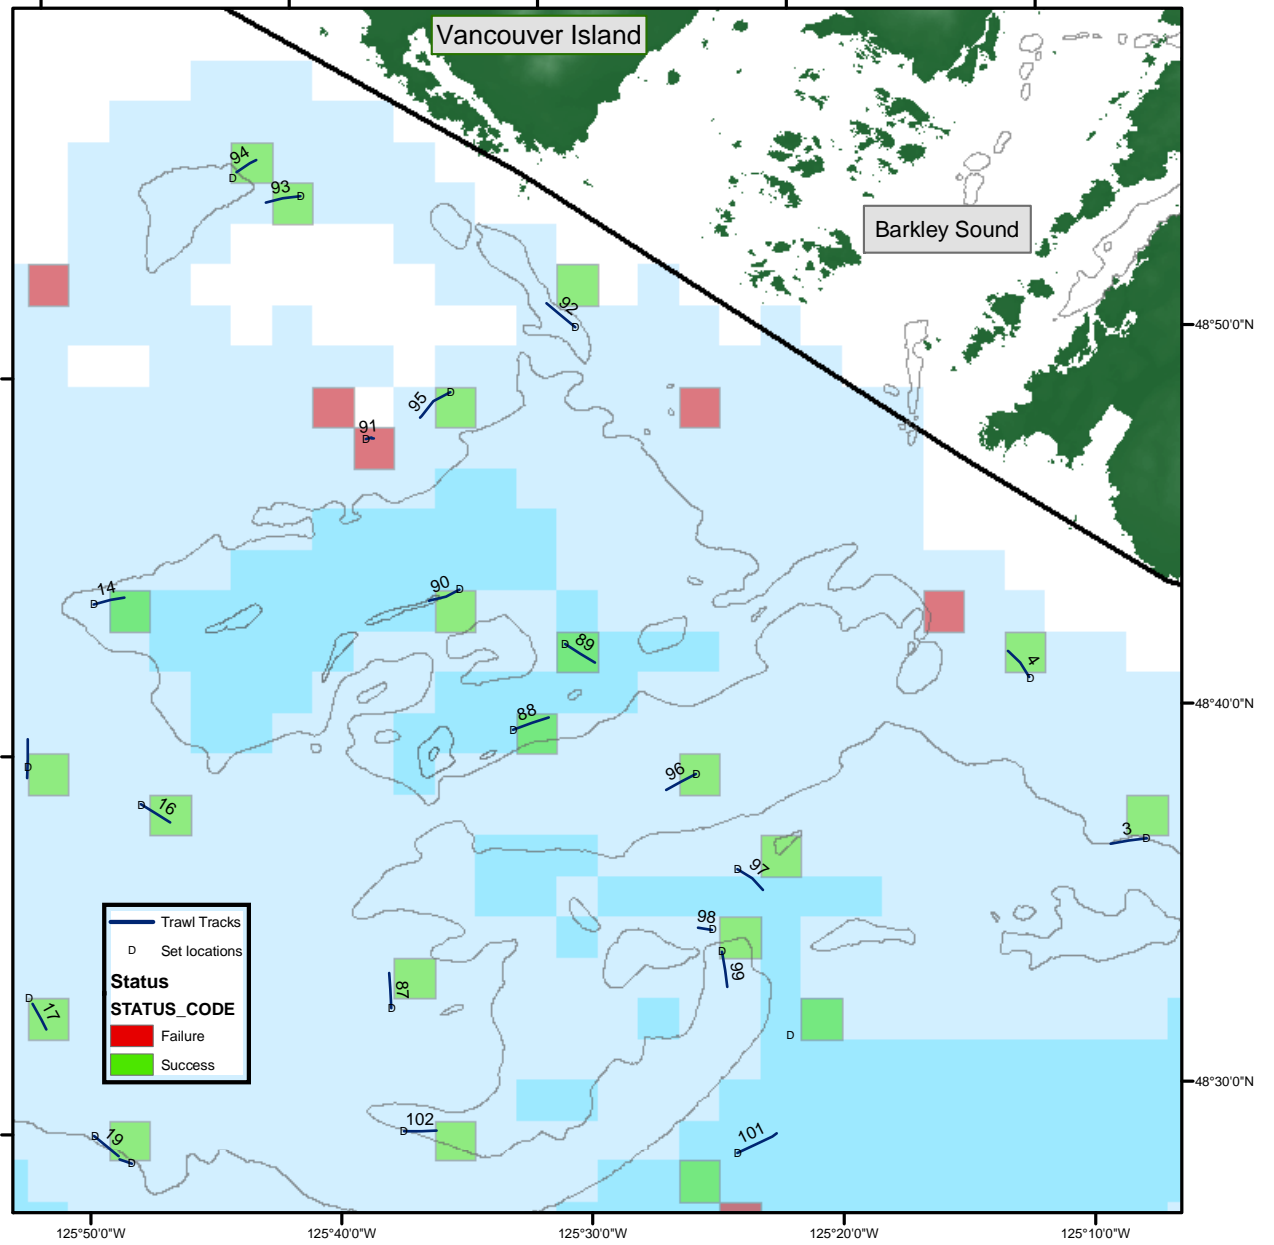 Vancouver Island
94
93
Barkley Sound
92
48°50'0"N
95
91
14
90
89
4
88
48°40'0"N
96
16
3
97
98
Trawl Tracks
D Set locations
99
Status
87
STATUS_CODE
17
Failure
Success
48°30'0"N
102
101
19
125°50'0"W 125°40'0"W 125°30'0"W 125°20'0"W 125°10'0"W